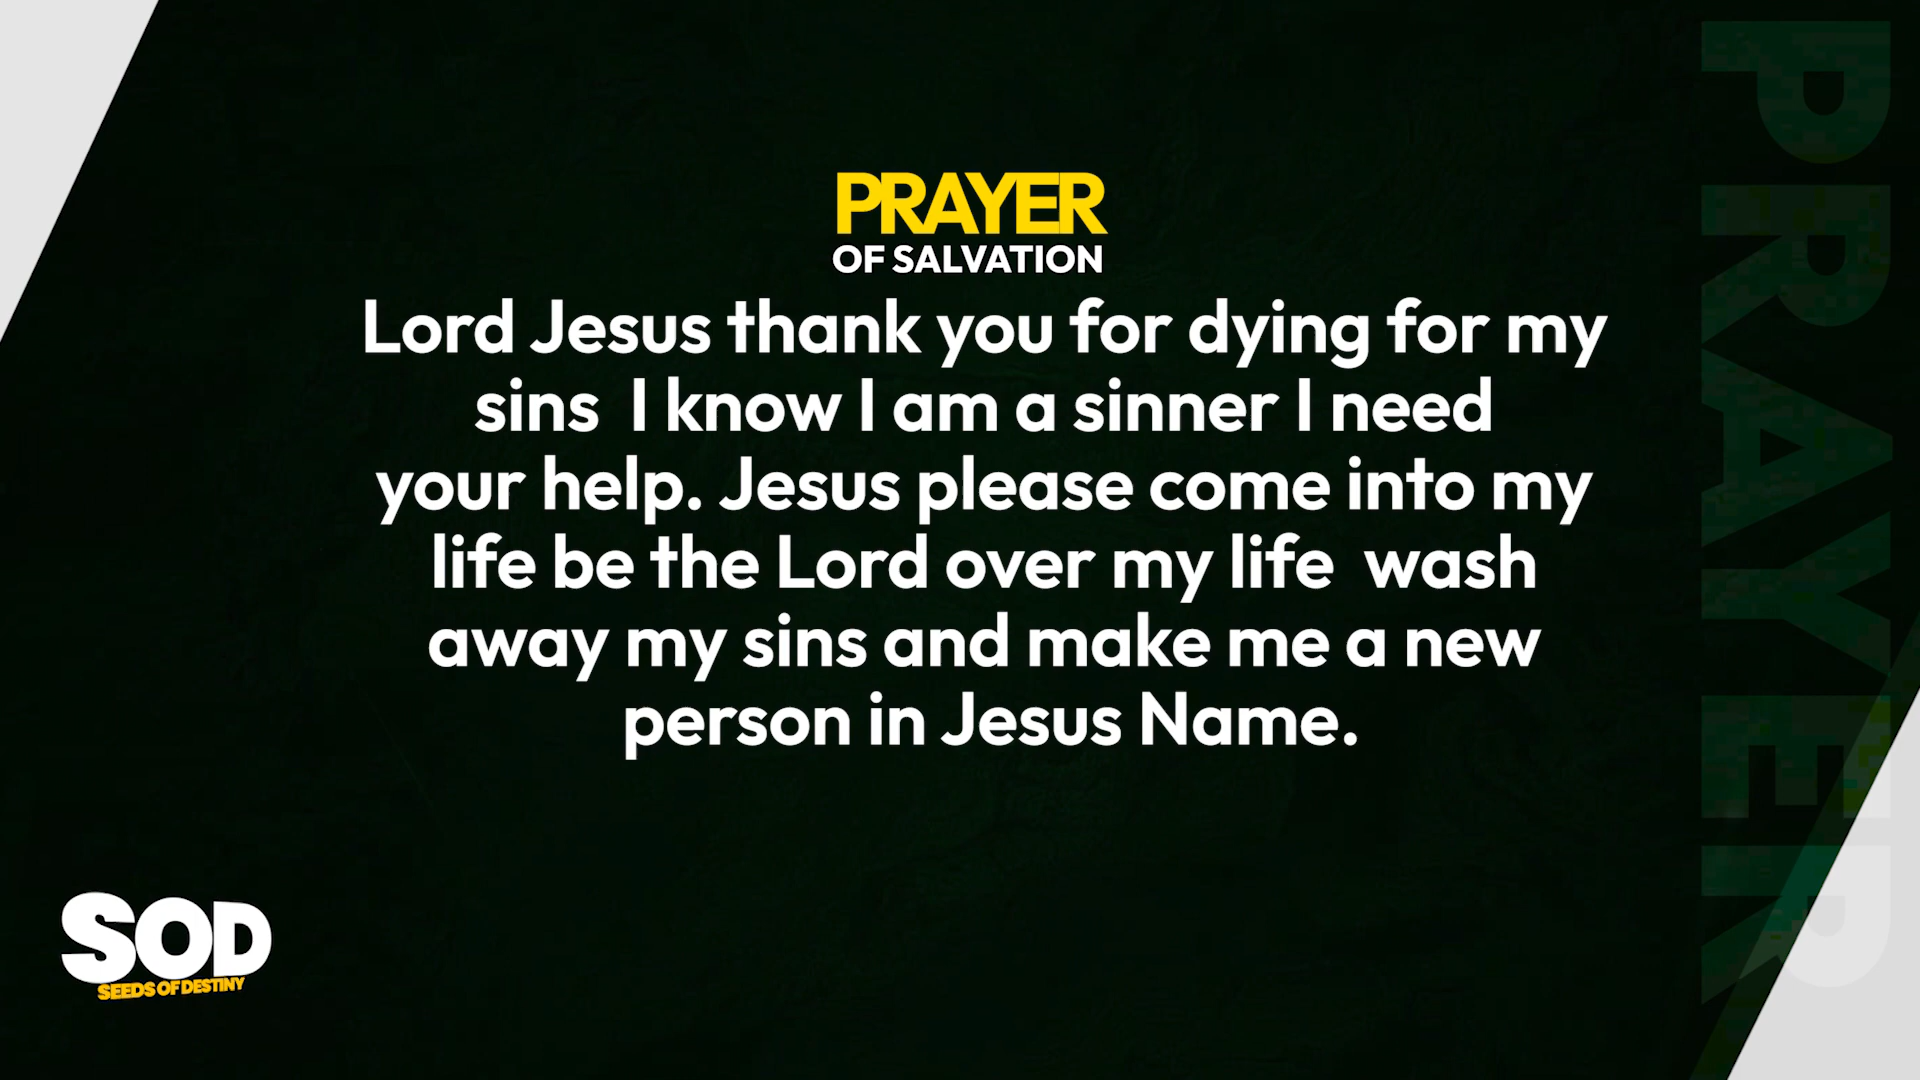 PRAYER
OF SALVATION
Lord Jesus thank you for dying for my
sins  I know I am a sinner I need
your help. Jesus please come into my
life be the Lord over my life  wash
away my sins and make me a new
person in Jesus Name.
SOD
SEEDS OF DESTINY
PRAYER